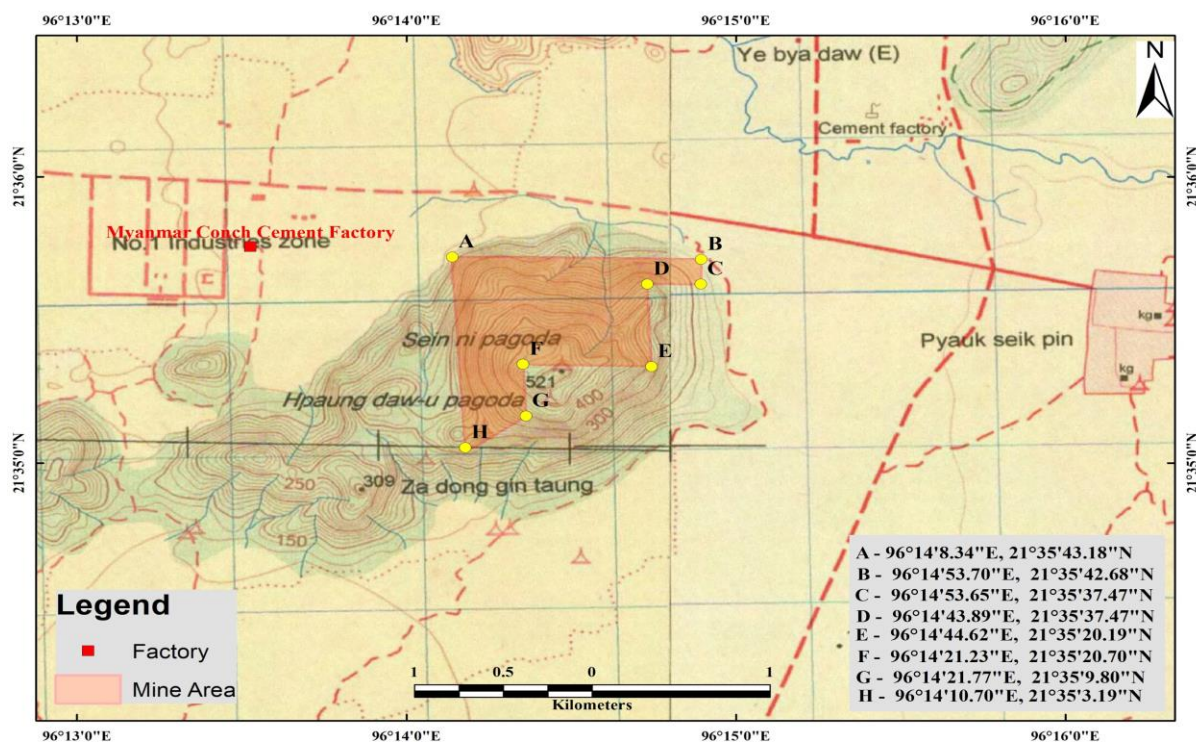 96°13'0"E 96°14'0"E 96°15'0"E 96°16'0"E
N
Ye bya daw (E)
Cement factory
21°36'0"N 21°36'0"N
Myanmar Conch Cement Factory
No.1 Industries zone
A
B
D C
E
kg
Sein ni pagoda
Pyauk seik pin
F E
521
kg
Hpaung daw-u pagoda
400
300
G
H
21°35'0"N 21°35'0"N
250
309
Za dong gin taung
150
A - 96°14'8.34"E, 21°35'43.18"N
B - 96°14'53.70"E, 21°35'42.68"N
C - 96°14'53.65"E, 21°35'37.47"N
D - 96°14'43.89"E, 21°35'37.47"N
E - 96°14'44.62"E, 21°35'20.19"N
F - 96°14'21.23"E, 21°35'20.70"N
G - 96°14'21.77"E, 21°35'9.80"N
H - 96°14'10.70"E, 21°35'3.19"N
Legend
Factory
Mine Area
1 0.5 0 1
Kilometers
96°13'0"E 96°14'0"E 96°15'0"E 96°16'0"E